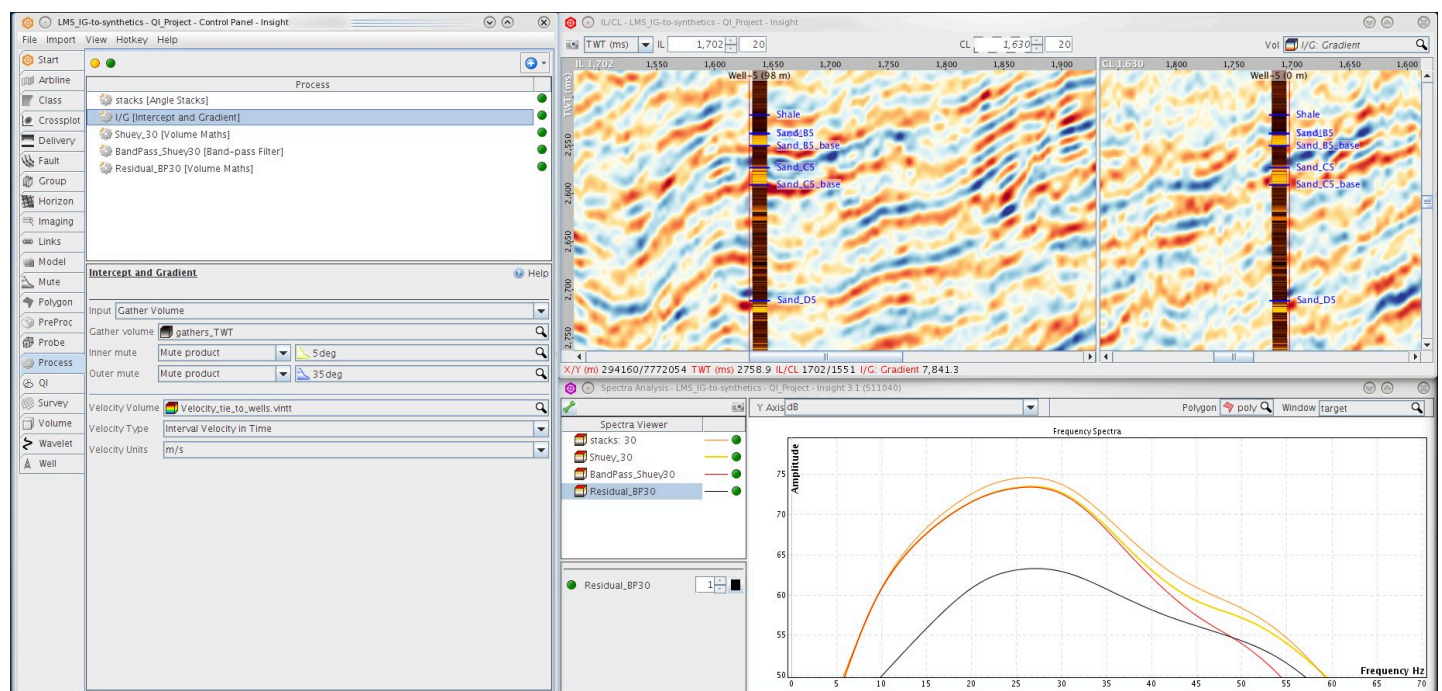 LMS_IG-to-synthetics - QI_Project - Control Panel - Insight
File Import View Hotkey Help
Start
Arbline
Class
Crossplot
Delivery
Fault
Group
Horizon
Imaging
Links
Model
Mute
Polygon
PreProc
Probe
Process
QI
Survey
Volume
Wavelet
Well
Process
stacks [Angle Stacks]
I/G [Intercept and Gradient]
Shuey_30 [Volume Maths]
BandPass_Shuey30 [Band-pass Filter]
Residual_BP30 [Volume Maths]
Intercept and Gradient
Help
Input Gather Volume
Gather volume gathers_TWT
Inner mute Mute product 5deg
Outer mute Mute product 35deg
Velocity Volume Velocity_tie_to_wells.vintt
Velocity Type Interval Velocity in Time
Velocity Units m/s
IL/CL - LMS_IG-to-synthetics - QI_Project - Insight
TWT (ms) IL 1,702 20 CL 1,630 20 Vol I/G: Gradient
IL 1,702 1,550 1,600 1,650 1,700 1,750 1,800 1,850 1,900
Well-5 (98 m)
TWT (ms)
2,550
2,600
2,650
2,700
2,750
Shale
Sand_B5
Sand_B5_base
Sand_C5
Sand_C5_base
Sand_D5
CL 1,630 1,800 1,750 1,700 1,650 1,600
Well-5 (0 m)
Shale
Sand_B5
Sand_B5_base
Sand_C5
Sand_C5_base
Sand_D5
X/Y (m) 294160/7772054 TWT (ms) 2758.9 IL/CL 1702/1551 I/G: Gradient 7,841.3
Spectra Analysis - LMS_IG-to-synthetics - QI_Project - Insight 3.1 (511040)
Y Axis dB Polygon poly Window target
Spectra Viewer
stacks: 30
Shuey_30
BandPass_Shuey30
Residual_BP30
Residual_BP30 1
Frequency Spectra
Amplitude
75
70
65
60
55
50
Frequency Hz
0 5 10 15 20 25 30 35 40 45 50 55 60 65 70